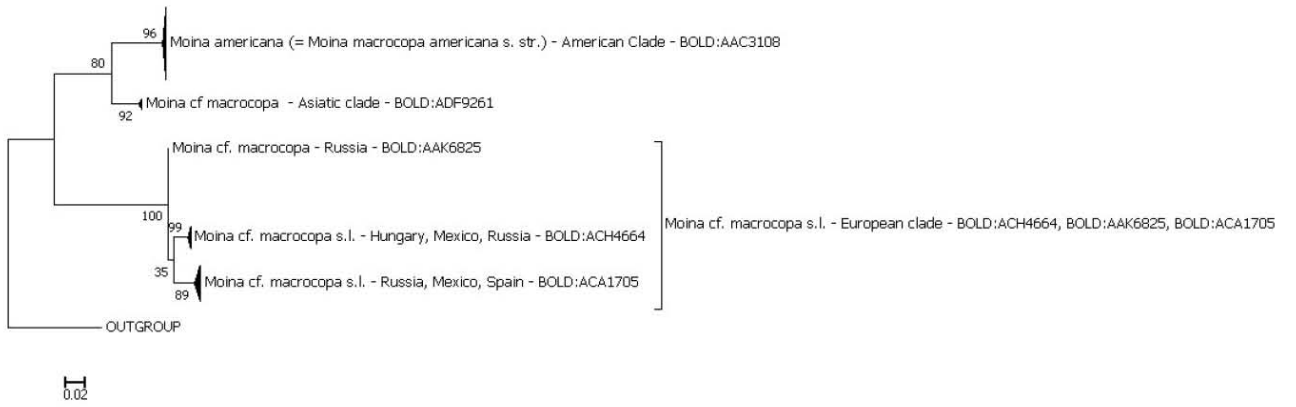 96
Moina americana (= Moina macrocopa americana s. str.) - American Clade - BOLD:AAC3108
80
Moina cf macrocopa - Asiatic clade - BOLD:ADF9261
92
Moina cf. macrocopa - Russia - BOLD:AAK6825
100
99
Moina cf. macrocopa s.l. - Hungary, Mexico, Russia - BOLD:ACH4664
Moina cf. macrocopa s.l. - European clade - BOLD:ACH4664, BOLD:AAK6825, BOLD:ACA1705
35
Moina cf. macrocopa s.l. - Russia, Mexico, Spain - BOLD:ACA1705
89
OUTGROUP
0.02